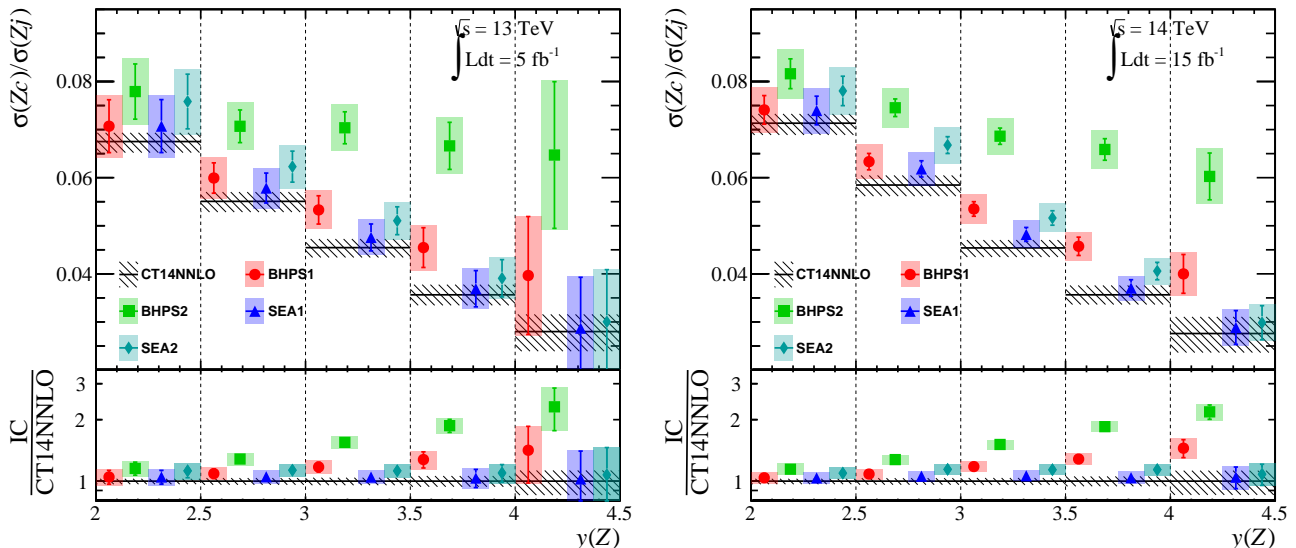 √s = 13 TeV
∫Ldt = 5 fb⁻¹
σ(Zc)/σ(Zj)
0.08
0.06
0.04
CT14NNLO
BHPS1
BHPS2
SEA1
SEA2
IC
CT14NNLO
3
2
1
2 2.5 3 3.5 4 4.5
y(Z)
√s = 14 TeV
∫Ldt = 15 fb⁻¹
σ(Zc)/σ(Zj)
0.08
0.06
0.04
CT14NNLO
BHPS1
BHPS2
SEA1
SEA2
IC
CT14NNLO
3
2
1
2 2.5 3 3.5 4 4.5
y(Z)